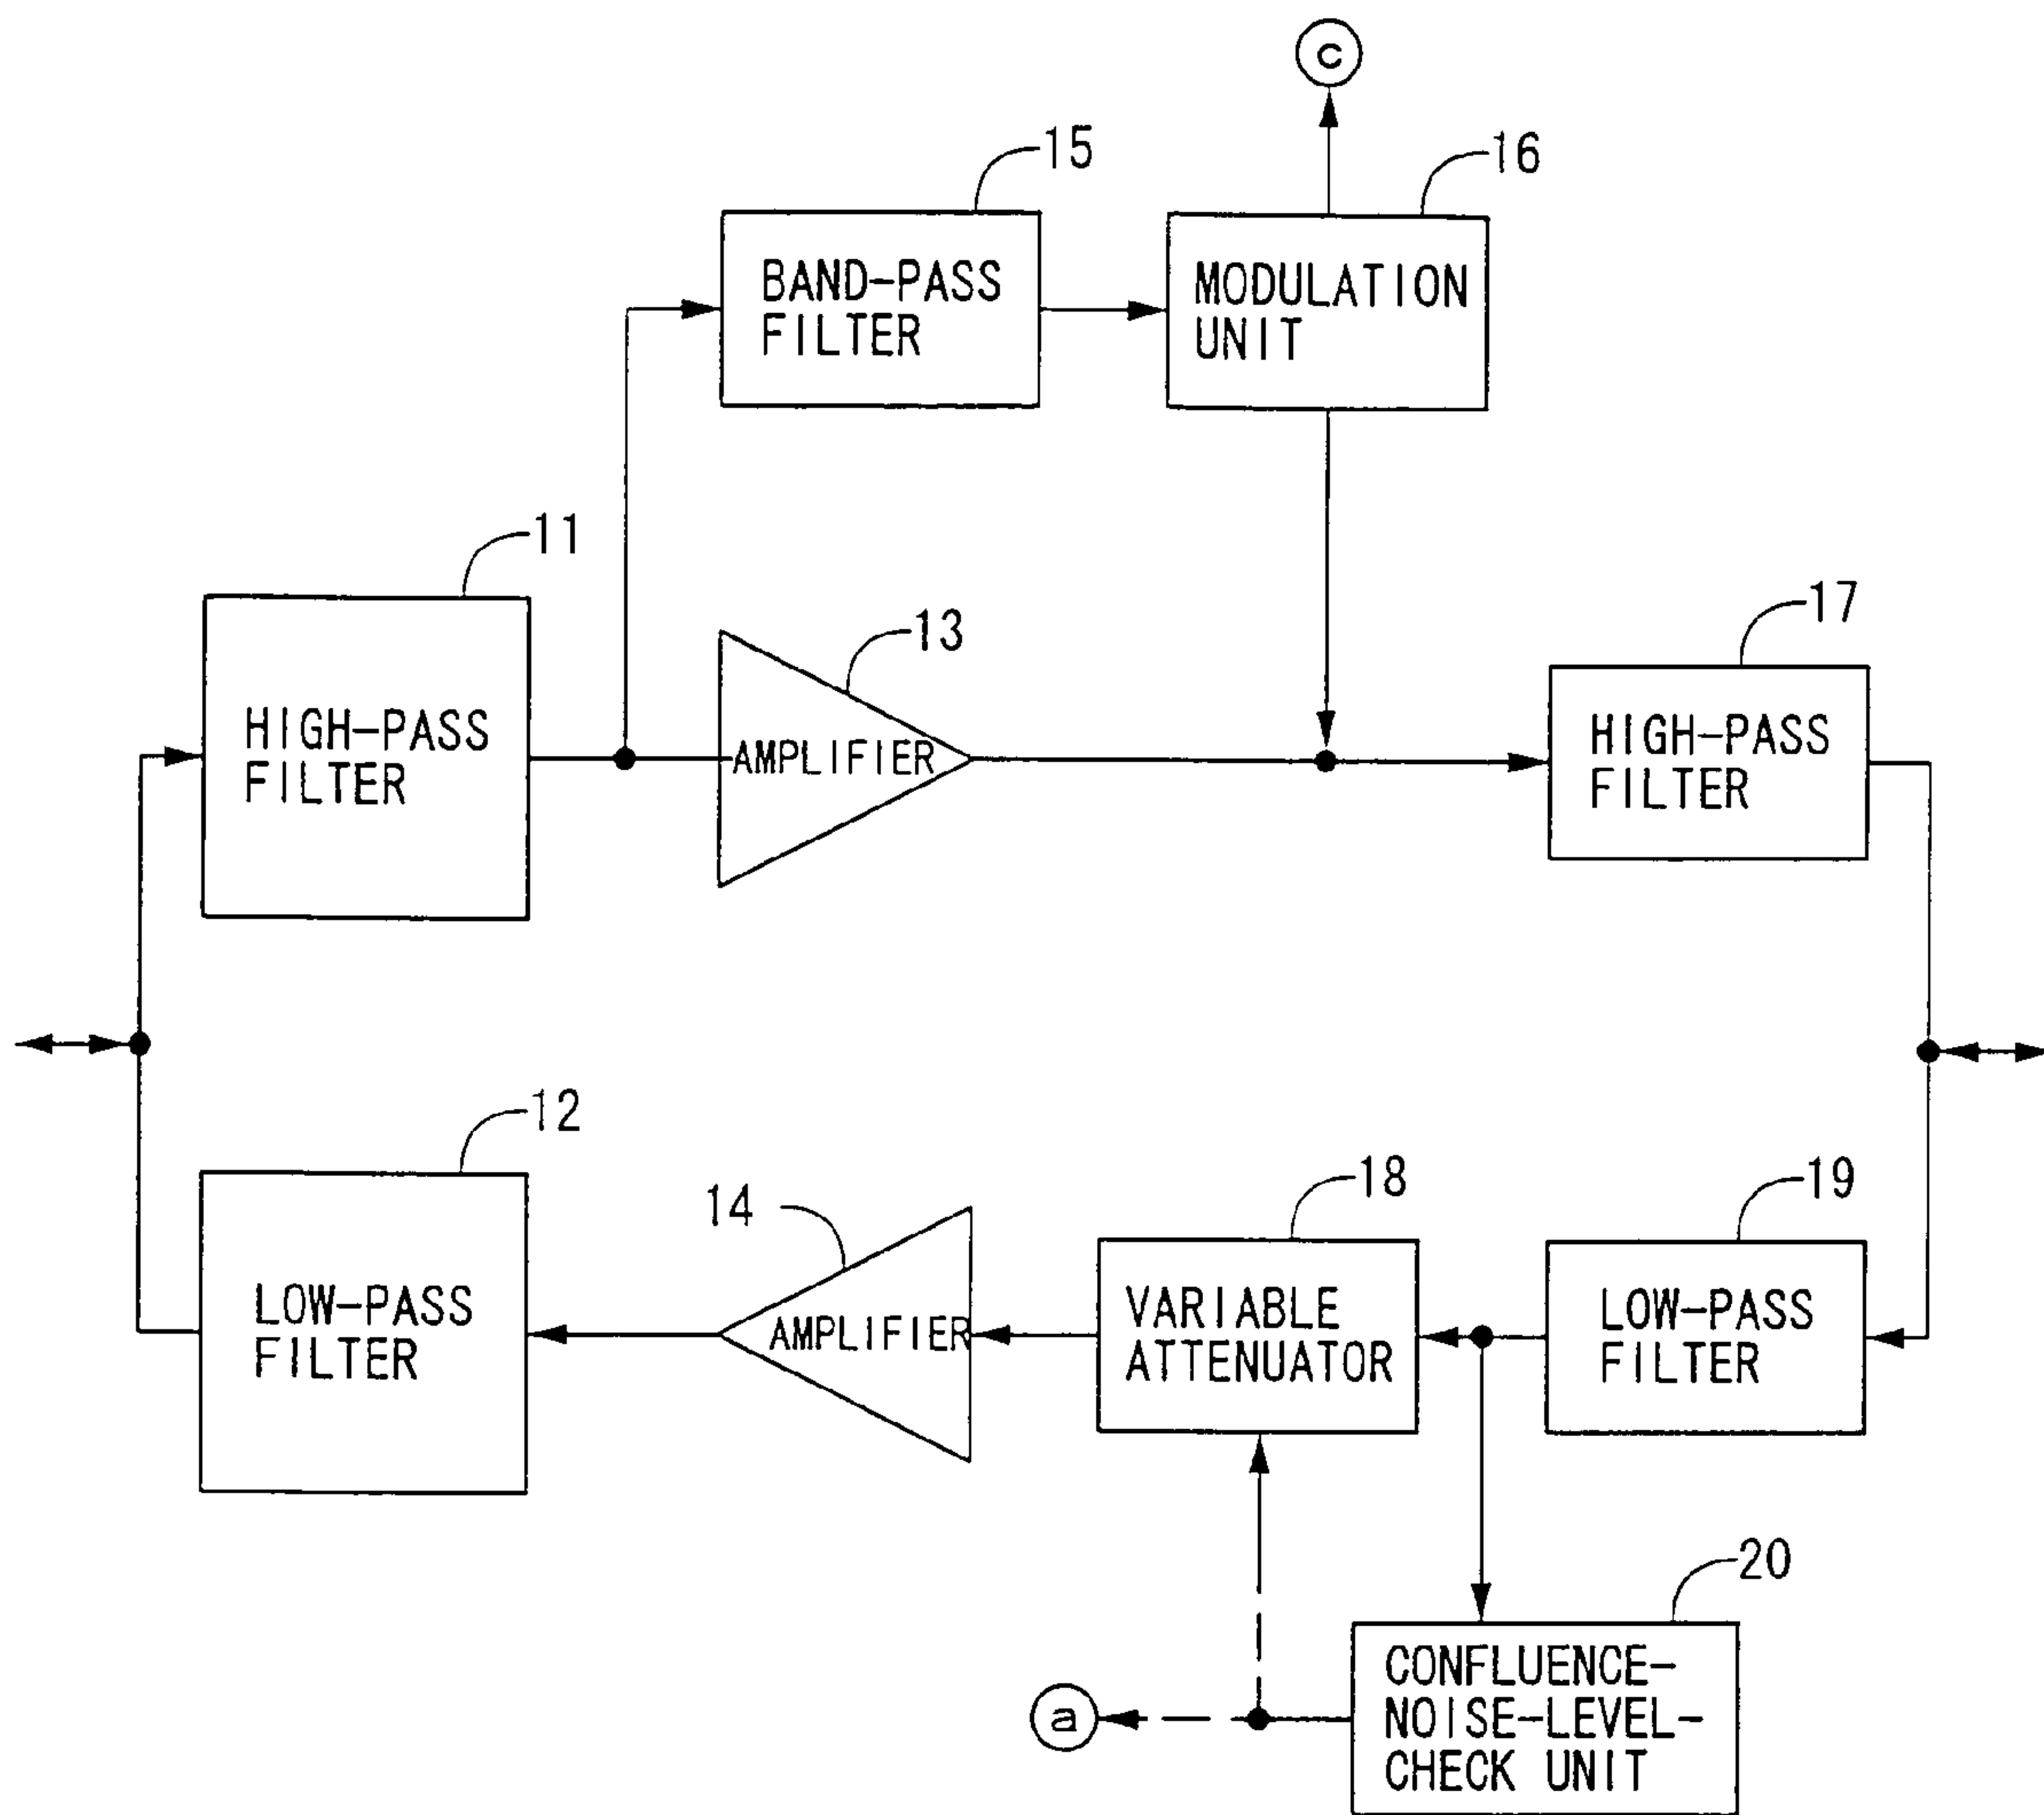 c
15
16
BAND-PASS
FILTER
MODULATION
UNIT
11
13
17
HIGH-PASS
FILTER
AMPLIFIER
HIGH-PASS
FILTER
12
14
18
19
LOW-PASS
FILTER
AMPLIFIER
VARIABLE
ATTENUATOR
LOW-PASS
FILTER
20
a
CONFLUENCE-
NOISE-LEVEL-
CHECK UNIT